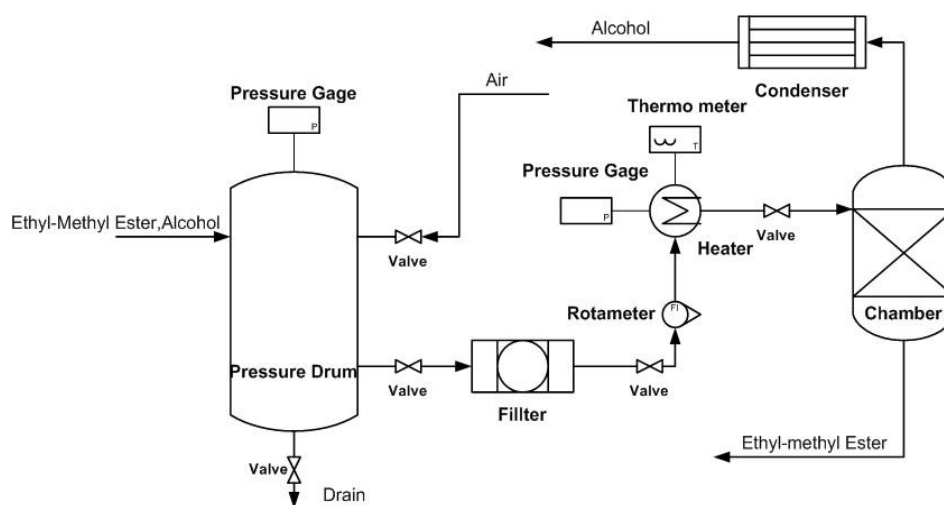 Alcohol
Condenser
Pressure Gage
P
Air
Thermo meter
T
Pressure Gage
P
Ethyl-Methyl Ester,Alcohol
Valve
Heater
Valve
Rotameter
FI
Chamber
Pressure Drum
Valve
Valve
Fillter
Ethyl-methyl Ester
Valve
Drain